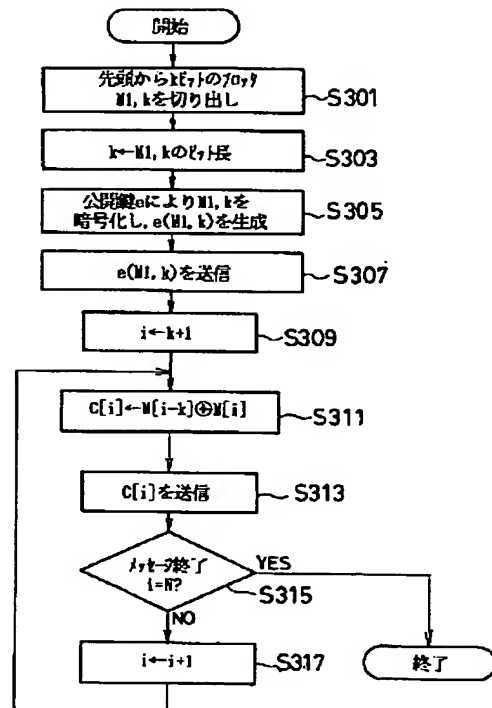 開始
先頭からkビットのブロック
M1,kを切り出し
S301
k←M1,kのビット長
S303
公開鍵eによりM1,kを
暗号化し,e(M1,k)を生成
S305
e(M1,k)を送信
S307
i←k+1
S309
C[i]←M[i-k]⊕M[i]
S311
C[i]を送信
S313
メッセージ終了
i=N?
YES
S315
NO
i←i+1
S317
終了